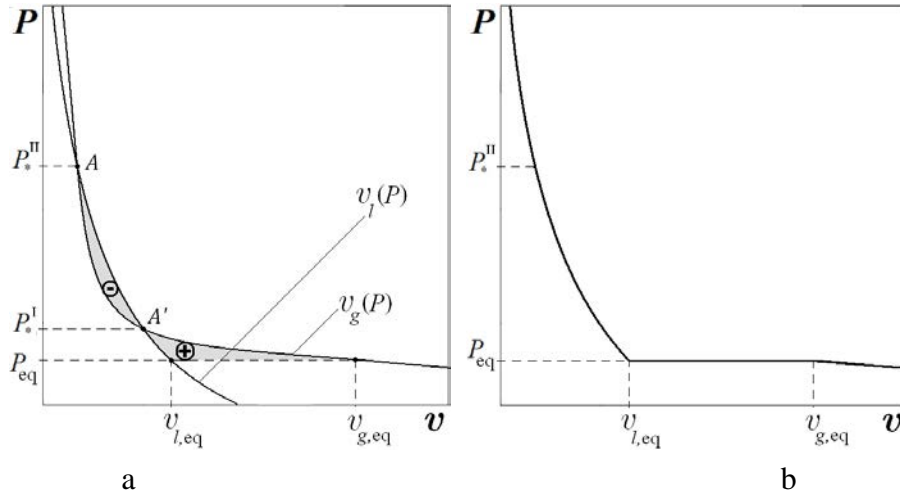 P
P*II
A
vl(P)
⊖
A′
vg(P)
P*I
⊕
Peq
vl,eq
vg,eq
v
a
P
P*II
Peq
vl,eq
vg,eq
v
b